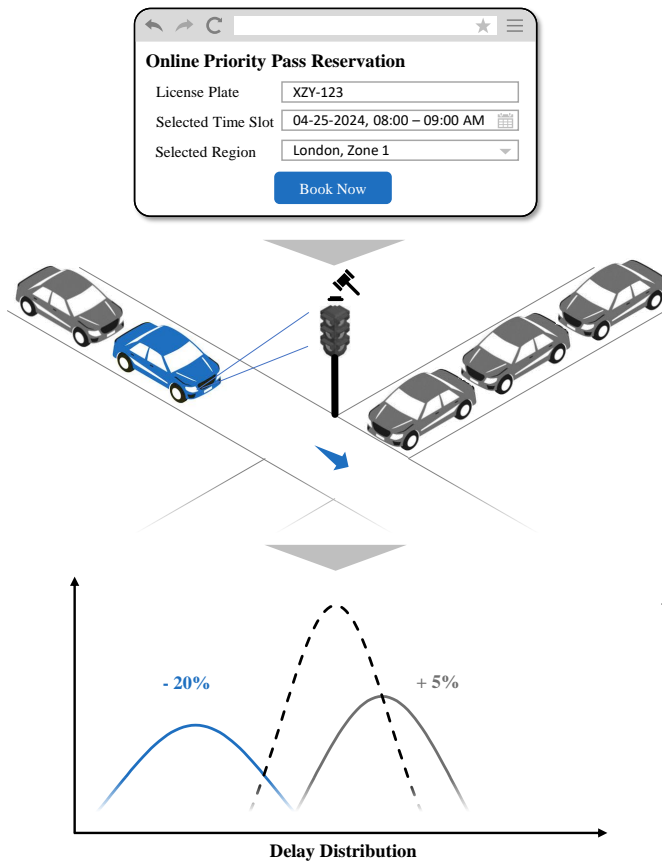 Online Priority Pass Reservation
License Plate XZY-123
Selected Time Slot 04-25-2024, 08:00 – 09:00 AM
Selected Region London, Zone 1
Book Now
- 20%
+ 5%
Delay Distribution